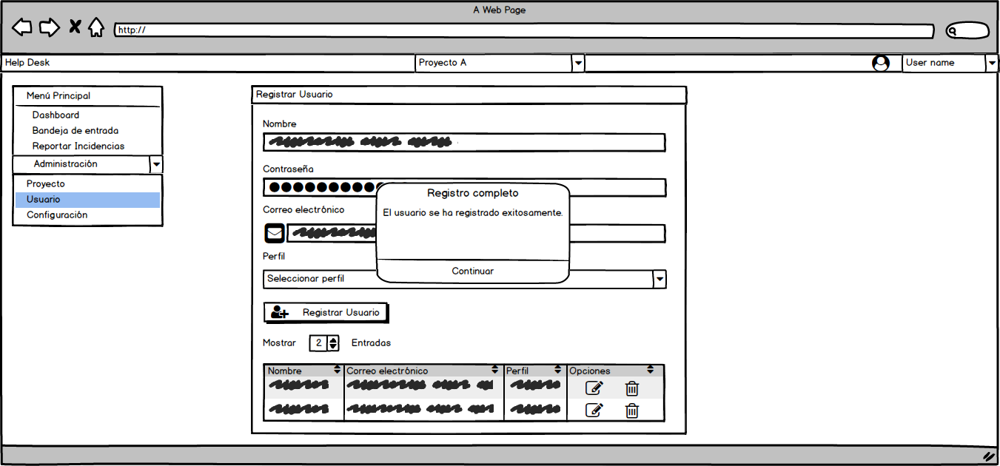 A Web Page
http://
Help Desk
Proyecto A
User name
Menú Principal
Dashboard
Bandeja de entrada
Reportar Incidencias
Administración
Proyecto
Usuario
Configuración
Registrar Usuario
Nombre
Contraseña
Correo electrónico
Perfil
Seleccionar perfil
Registro completo
El usuario se ha registrado exitosamente.
Continuar
Registrar Usuario
Mostrar 2 Entradas
Nombre Correo electrónico Perfil Opciones